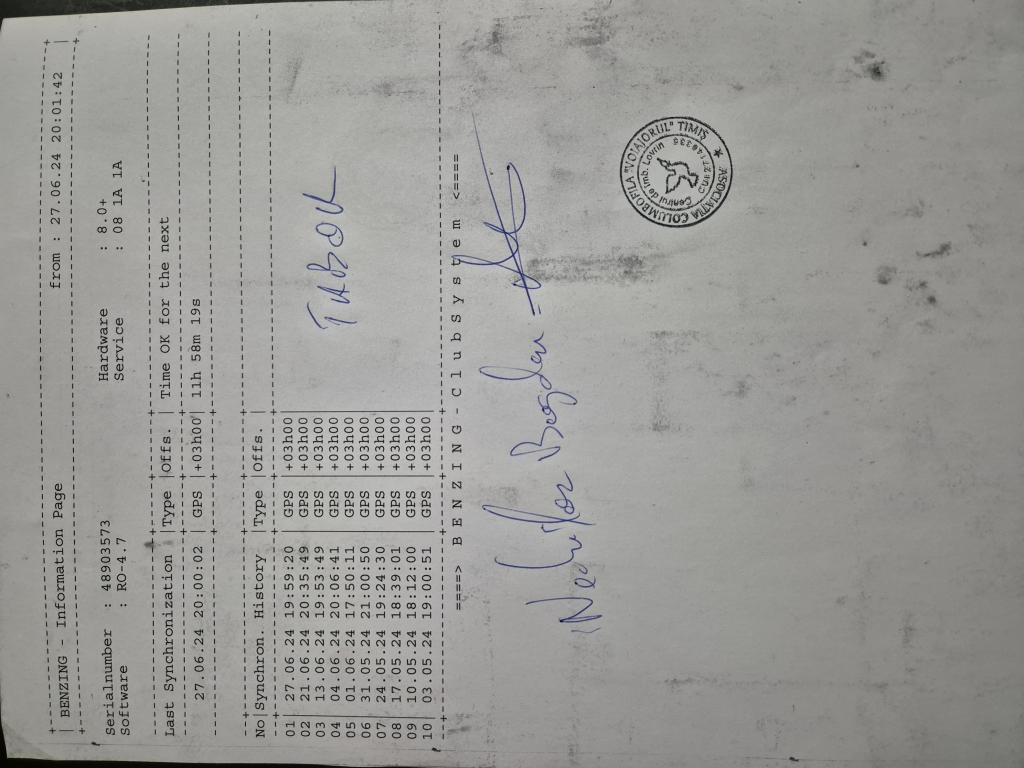 BENZING - Information Page from : 27.06.24 20:01:42
Serialnumber : 48903573 Hardware : 8.0+
Software : RO-4.7 Service : 08 1A 1A
Last Synchronization |Type |Offs. | Time OK for the next
27.06.24 20:00:02 | GPS |+03h00| 11h 58m 19s
No|Synchron. History |Type |Offs. |
01| 27.06.24 19:59:20 | GPS |+03h00|
02| 21.06.24 20:35:49 | GPS |+03h00|
03| 13.06.24 19:53:49 | GPS |+03h00|
04| 04.06.24 20:06:41 | GPS |+03h00|
05| 01.06.24 17:50:11 | GPS |+03h00|
06| 31.05.24 21:00:50 | GPS |+03h00|
07| 24.05.24 19:24:30 | GPS |+03h00|
08| 17.05.24 18:39:01 | GPS |+03h00|
09| 10.05.24 18:12:00 | GPS |+03h00|
10| 03.05.24 19:00:51 | GPS |+03h00|
TABOR
=====> B E N Z I N G - C l u b S y s t e m <=====
Bogdan
ASOCIAȚIA COLUMBOFILA "VOIAJORUL" TIMIȘ
Centrul de Imb. Lovrin